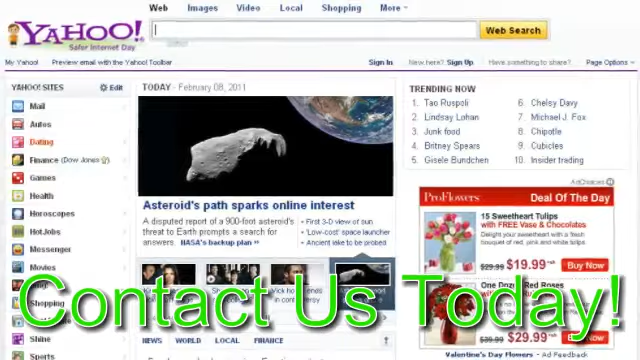 Web Images Video Local Shopping More
YAHOO!
Safer Internet Day
Web Search
My Yahoo! Preview email with the Yahoo! Toolbar Sign In New here? Sign Up Have something to share? Page Options
YAHOO! SITES Edit
Mail
Autos
Dating
Finance (Dow Jones)
Games
Health
Horoscopes
HotJobs
Messenger
Movies
Shopping
Shine
Sports
TODAY - February 08, 2011
Asteroid's path sparks online interest
A disputed report of a 900-foot asteroid's
threat to Earth prompts a search for
answers. NASA's backup plan »
• First 3-D view of sun
• 'Low-cost' space launcher
• Ancient lake to be probed
NEWS WORLD LOCAL FINANCE
TRENDING NOW
1. Tao Ruspoli
2. Lindsay Lohan
3. Junk food
4. Britney Spears
5. Gisele Bundchen
6. Chelsy Davy
7. Michael J. Fox
8. Chipotle
9. Cubicles
10. Insider trading
AdChoices
ProFlowers Deal Of The Day
15 Sweetheart Tulips
with FREE Vase & Chocolates
Delight your sweetheart with a fresh
bouquet of red, pink and white tulips.
$29.99 $19.99 Buy Now
One Dozen Red Roses
$39.99 $29.99 Buy Now
Valentine's Day Flowers - Ad Feedback
Contact Us Today!